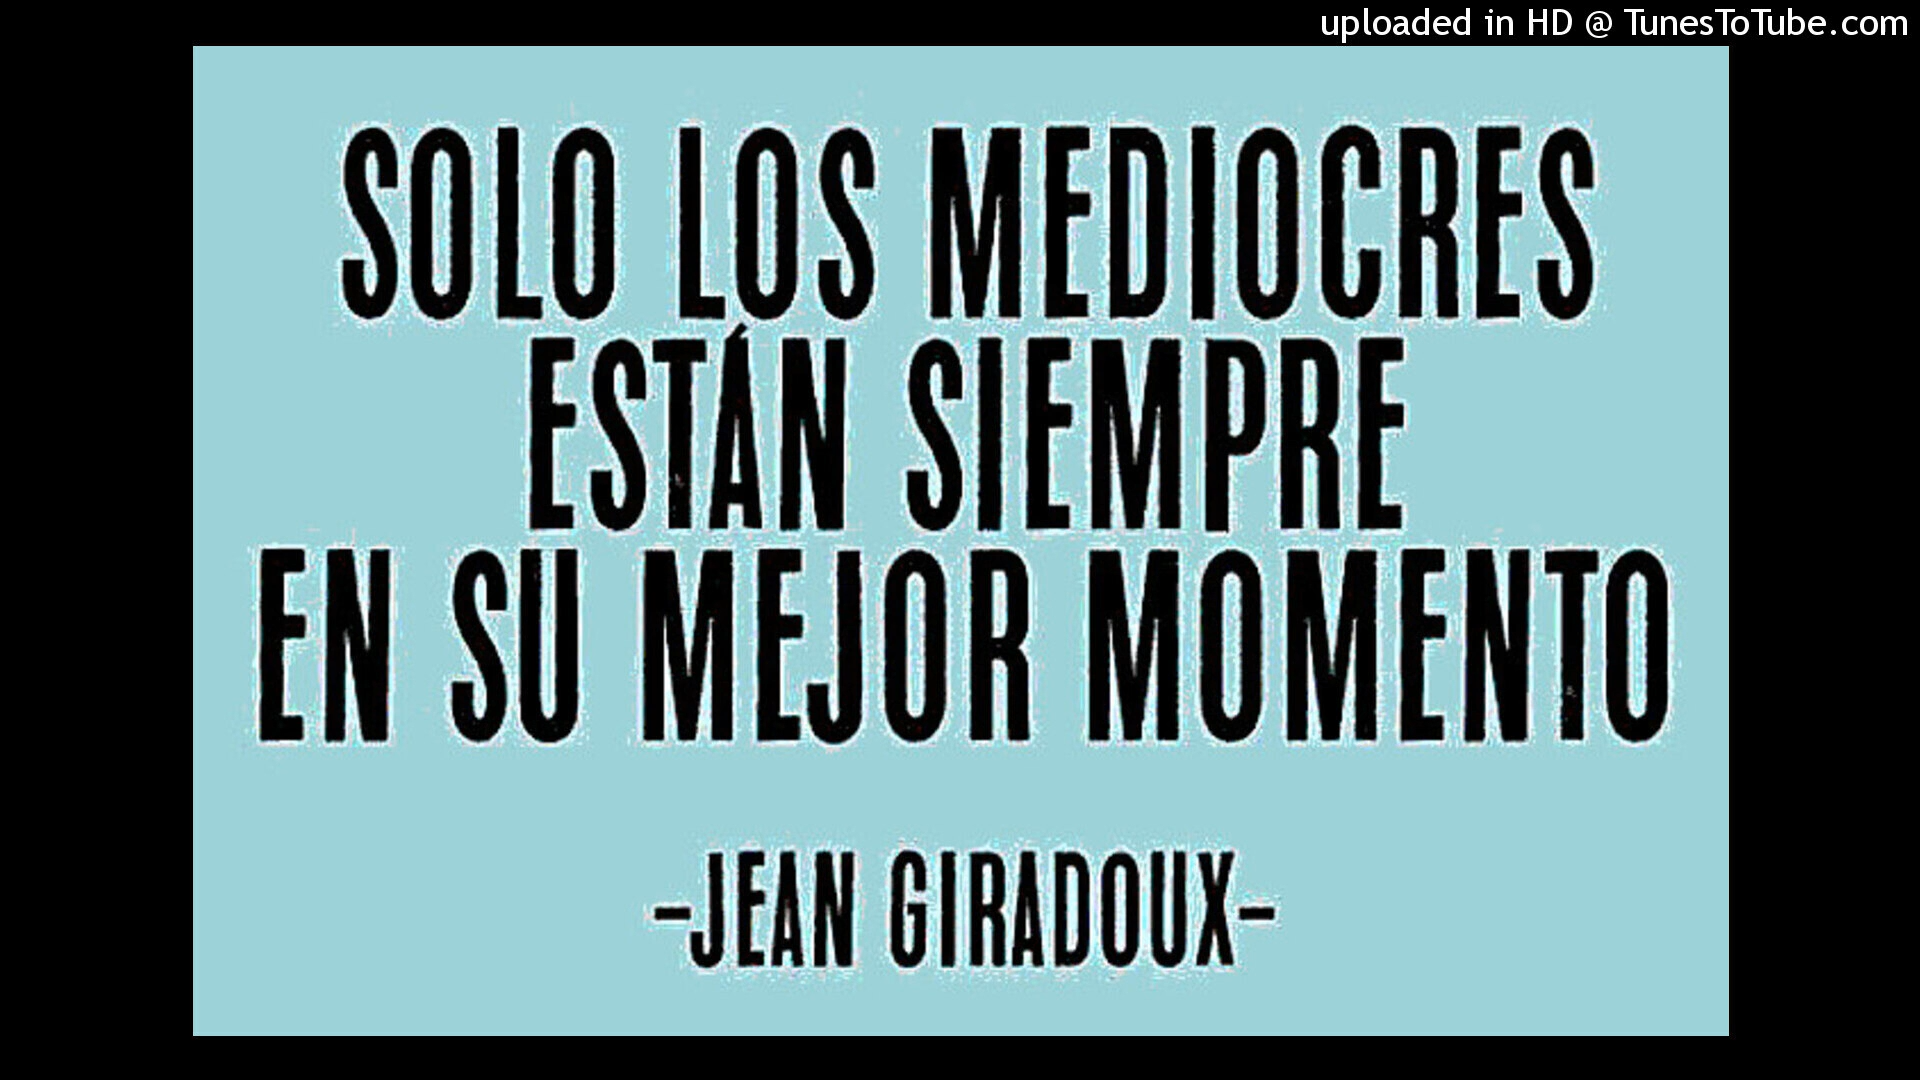 uploaded in HD @ TunesToTube.com
SOLO LOS MEDIOCRES
ESTÁN SIEMPRE
EN SU MEJOR MOMENTO
-JEAN GIRADOUX-